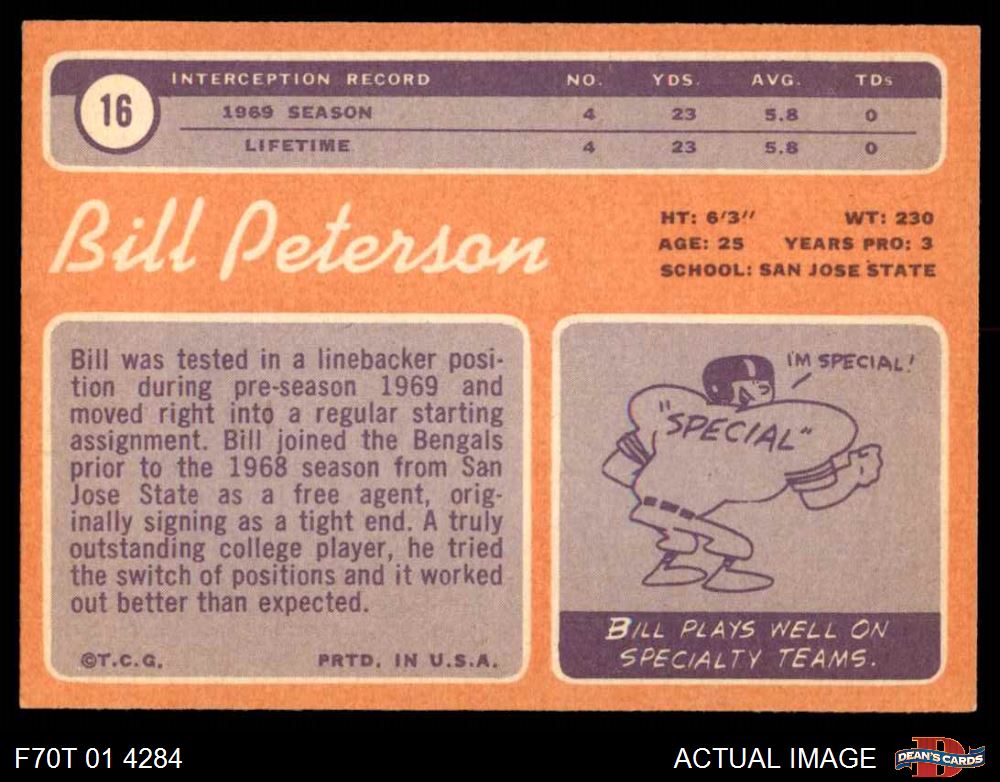 16
INTERCEPTION RECORD NO. YDS. AVG. TDs
1969 SEASON 4 23 5.8 0
LIFETIME 4 23 5.8 0
Bill Peterson
HT: 6'3'' WT: 230
AGE: 25 YEARS PRO: 3
SCHOOL: SAN JOSE STATE
Bill was tested in a linebacker posi-
tion during pre-season 1969 and
moved right into a regular starting
assignment. Bill joined the Bengals
prior to the 1968 season from San
Jose State as a free agent, orig-
inally signing as a tight end. A truly
outstanding college player, he tried
the switch of positions and it worked
out better than expected.
©T.C.G. PRTD. IN U.S.A.
I'M SPECIAL!
"SPECIAL"
BILL PLAYS WELL ON
SPECIALTY TEAMS.
F70T 01 4284
ACTUAL IMAGE
D
DEAN'S CARDS